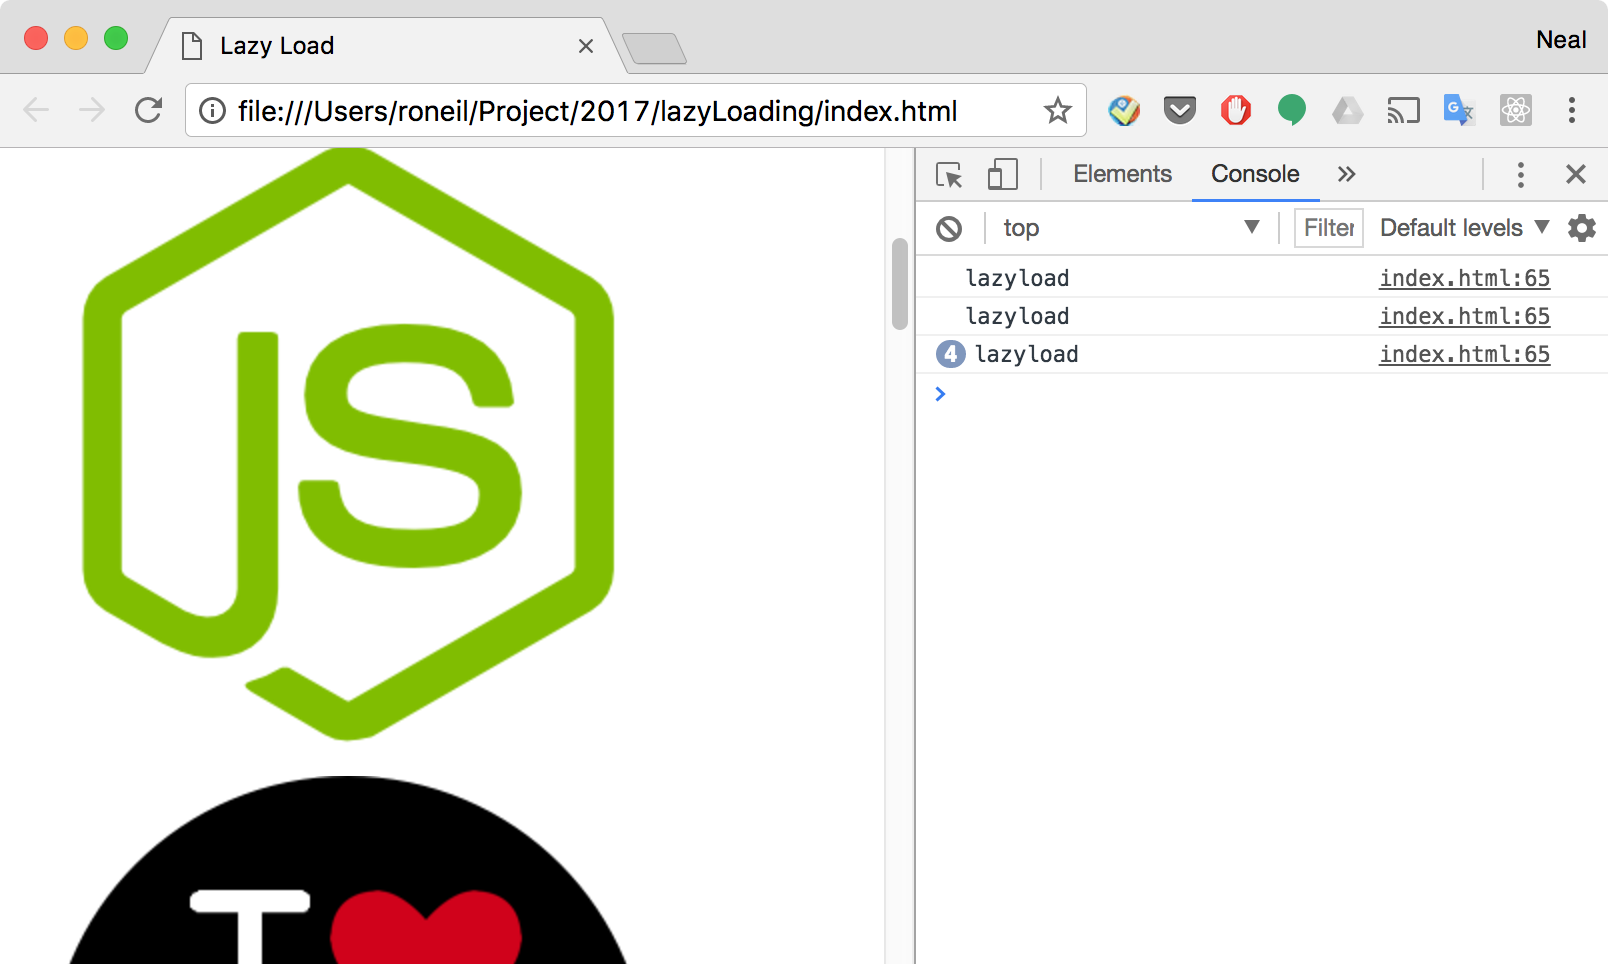 Lazy Load
Neal
file:///Users/roneil/Project/2017/lazyLoading/index.html
Elements Console
top Filter Default levels
lazyload index.html:65
lazyload index.html:65
4 lazyload index.html:65
JS
I